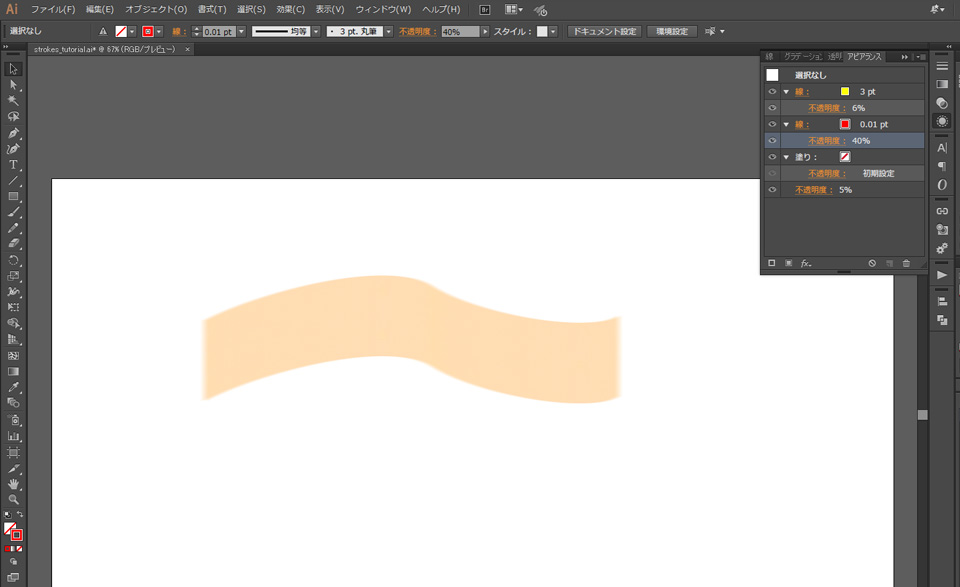 Ai ファイル(F) 編集(E) オブジェクト(O) 書式(T) 選択(S) 効果(C) 表示(V) ウィンドウ(W) ヘルプ(H) Br
選択なし 線： 0.01 pt 均等 3 pt. 丸筆 不透明度： 40% スタイル： ドキュメント設定 環境設定
strokes_tutorial.ai* @ 67% (RGB/プレビュー) ×
線 グラデーション 透明 アピアランス
選択なし
線： 3 pt
不透明度： 6%
線： 0.01 pt
不透明度： 40%
塗り：
不透明度： 初期設定
不透明度： 5%
fx.